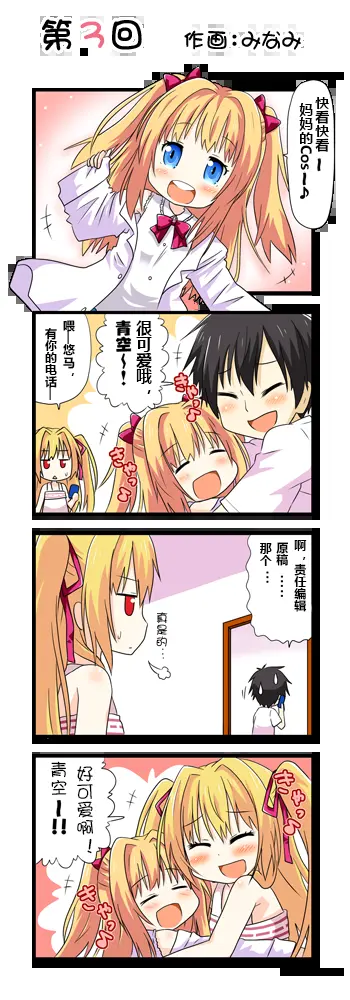 第3回
作画:みなみ
快看快看〜
妈妈的Cos〜♪
很可爱哦，
青空〜！
喂—悠马，
有你的电话—
きゃっ♪
きゃっ♪
啊，责任编辑
原稿……
那个…
真是的…
好可爱啊！
青空〜!!
きゃっ♪
きゃっ♪